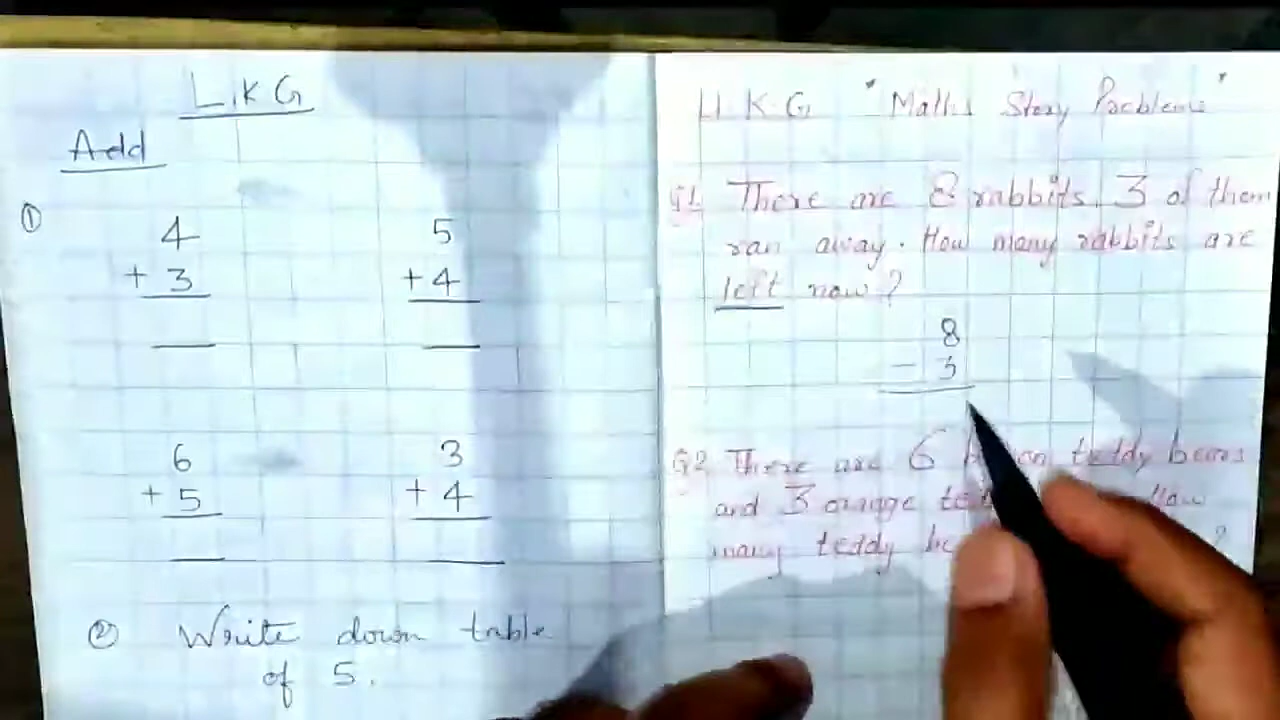 L.K.G
Add
①
4
+ 3
5
+ 4
6
+ 5
3
+ 4
② Write down table
of 5.
U.K.G "Maths Story Problems"
Q1. There are 8 rabbits. 3 of them
ran away. How many rabbits are
left now?
8
- 3
Q2. There are 6 teddy bears
and 3 orange How
many teddy ?